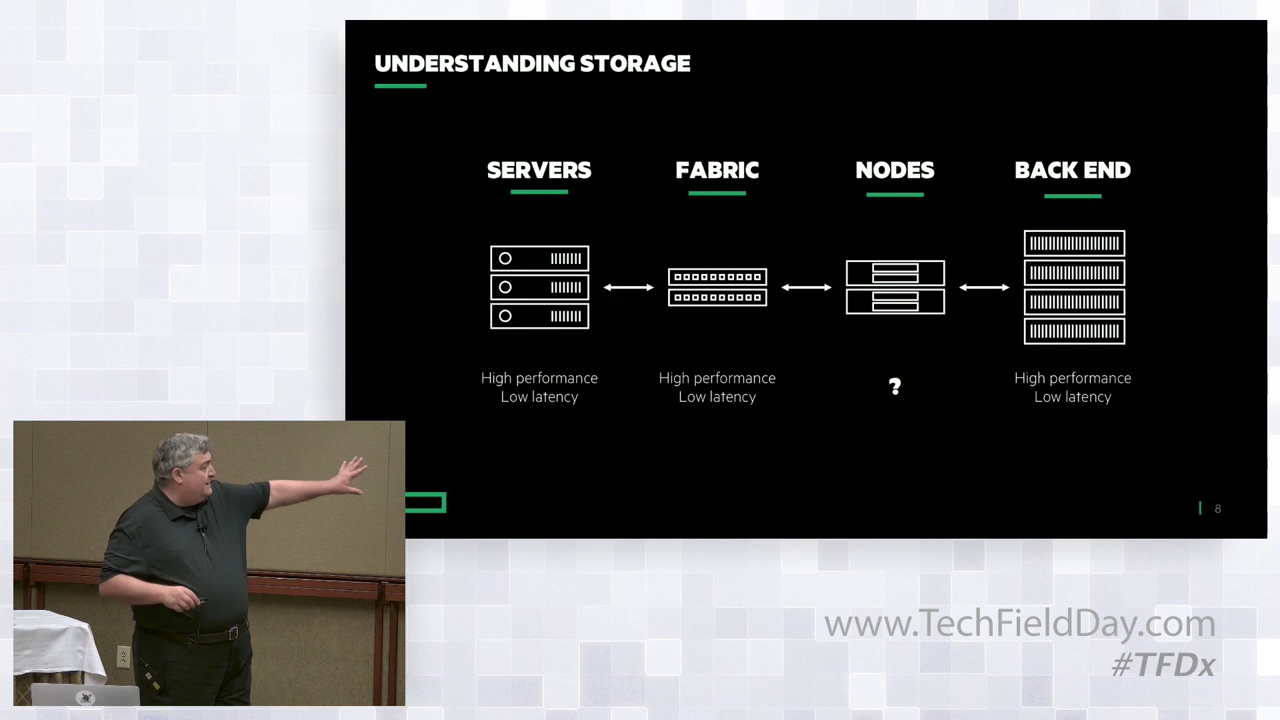 UNDERSTANDING STORAGE
SERVERS
FABRIC
NODES
BACK END
High performance
Low latency
High performance
Low latency
?
High performance
Low latency
8
www.TechFieldDay.com
#TFDx